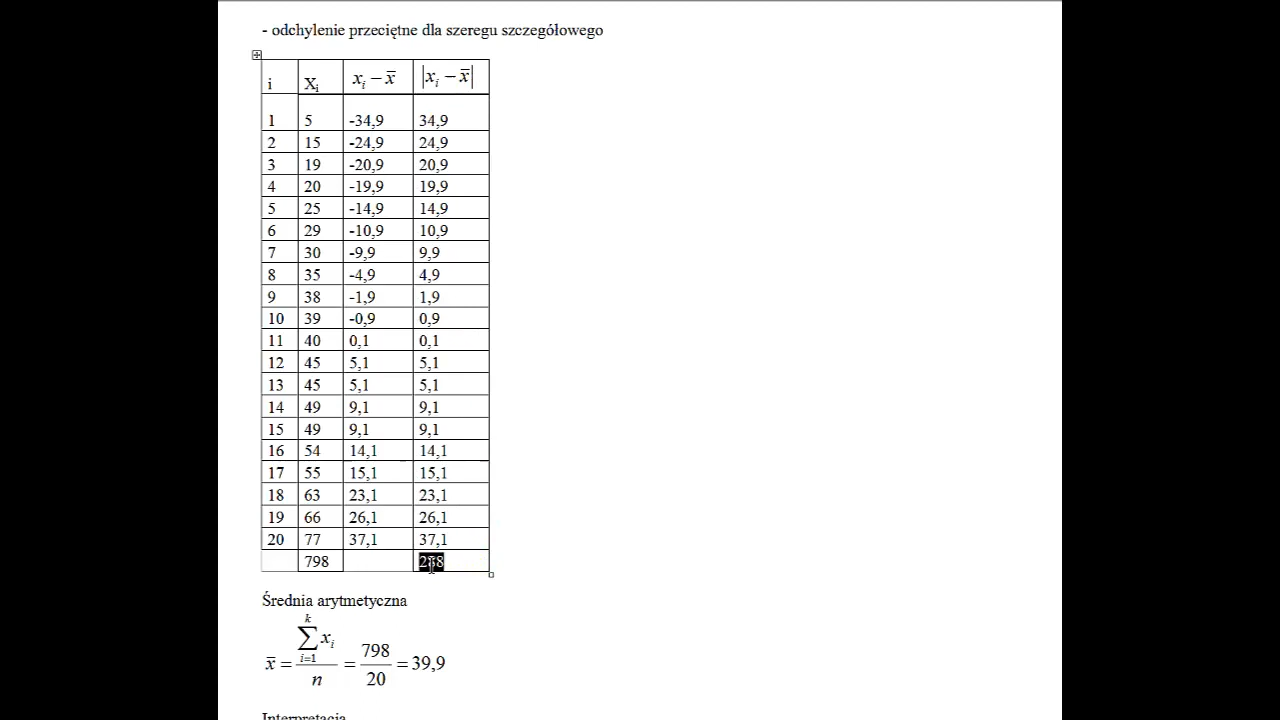 - odchylenie przeciętne dla szeregu szczegółowego
i Xi xi − x̄ |xi − x̄|
1 5 -34,9 34,9
2 15 -24,9 24,9
3 19 -20,9 20,9
4 20 -19,9 19,9
5 25 -14,9 14,9
6 29 -10,9 10,9
7 30 -9,9 9,9
8 35 -4,9 4,9
9 38 -1,9 1,9
10 39 -0,9 0,9
11 40 0,1 0,1
12 45 5,1 5,1
13 45 5,1 5,1
14 49 9,1 9,1
15 49 9,1 9,1
16 54 14,1 14,1
17 55 15,1 15,1
18 63 23,1 23,1
19 66 26,1 26,1
20 77 37,1 37,1
798 288
Średnia arytmetyczna
x̄ = ∑ k i=1 xi / n = 798 / 20 = 39,9
Interpretacja